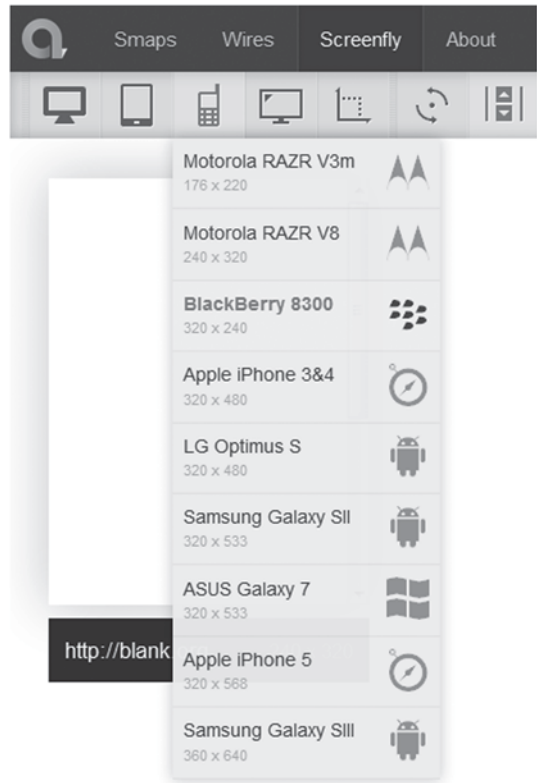 Smaps Wires Screenfly About
Motorola RAZR V3m
176 x 220
Motorola RAZR V8
240 x 320
BlackBerry 8300
320 x 240
Apple iPhone 3&4
320 x 480
LG Optimus S
320 x 480
Samsung Galaxy SII
320 x 533
ASUS Galaxy 7
320 x 533
http://blank
Apple iPhone 5
320 x 568
Samsung Galaxy SIII
360 x 640